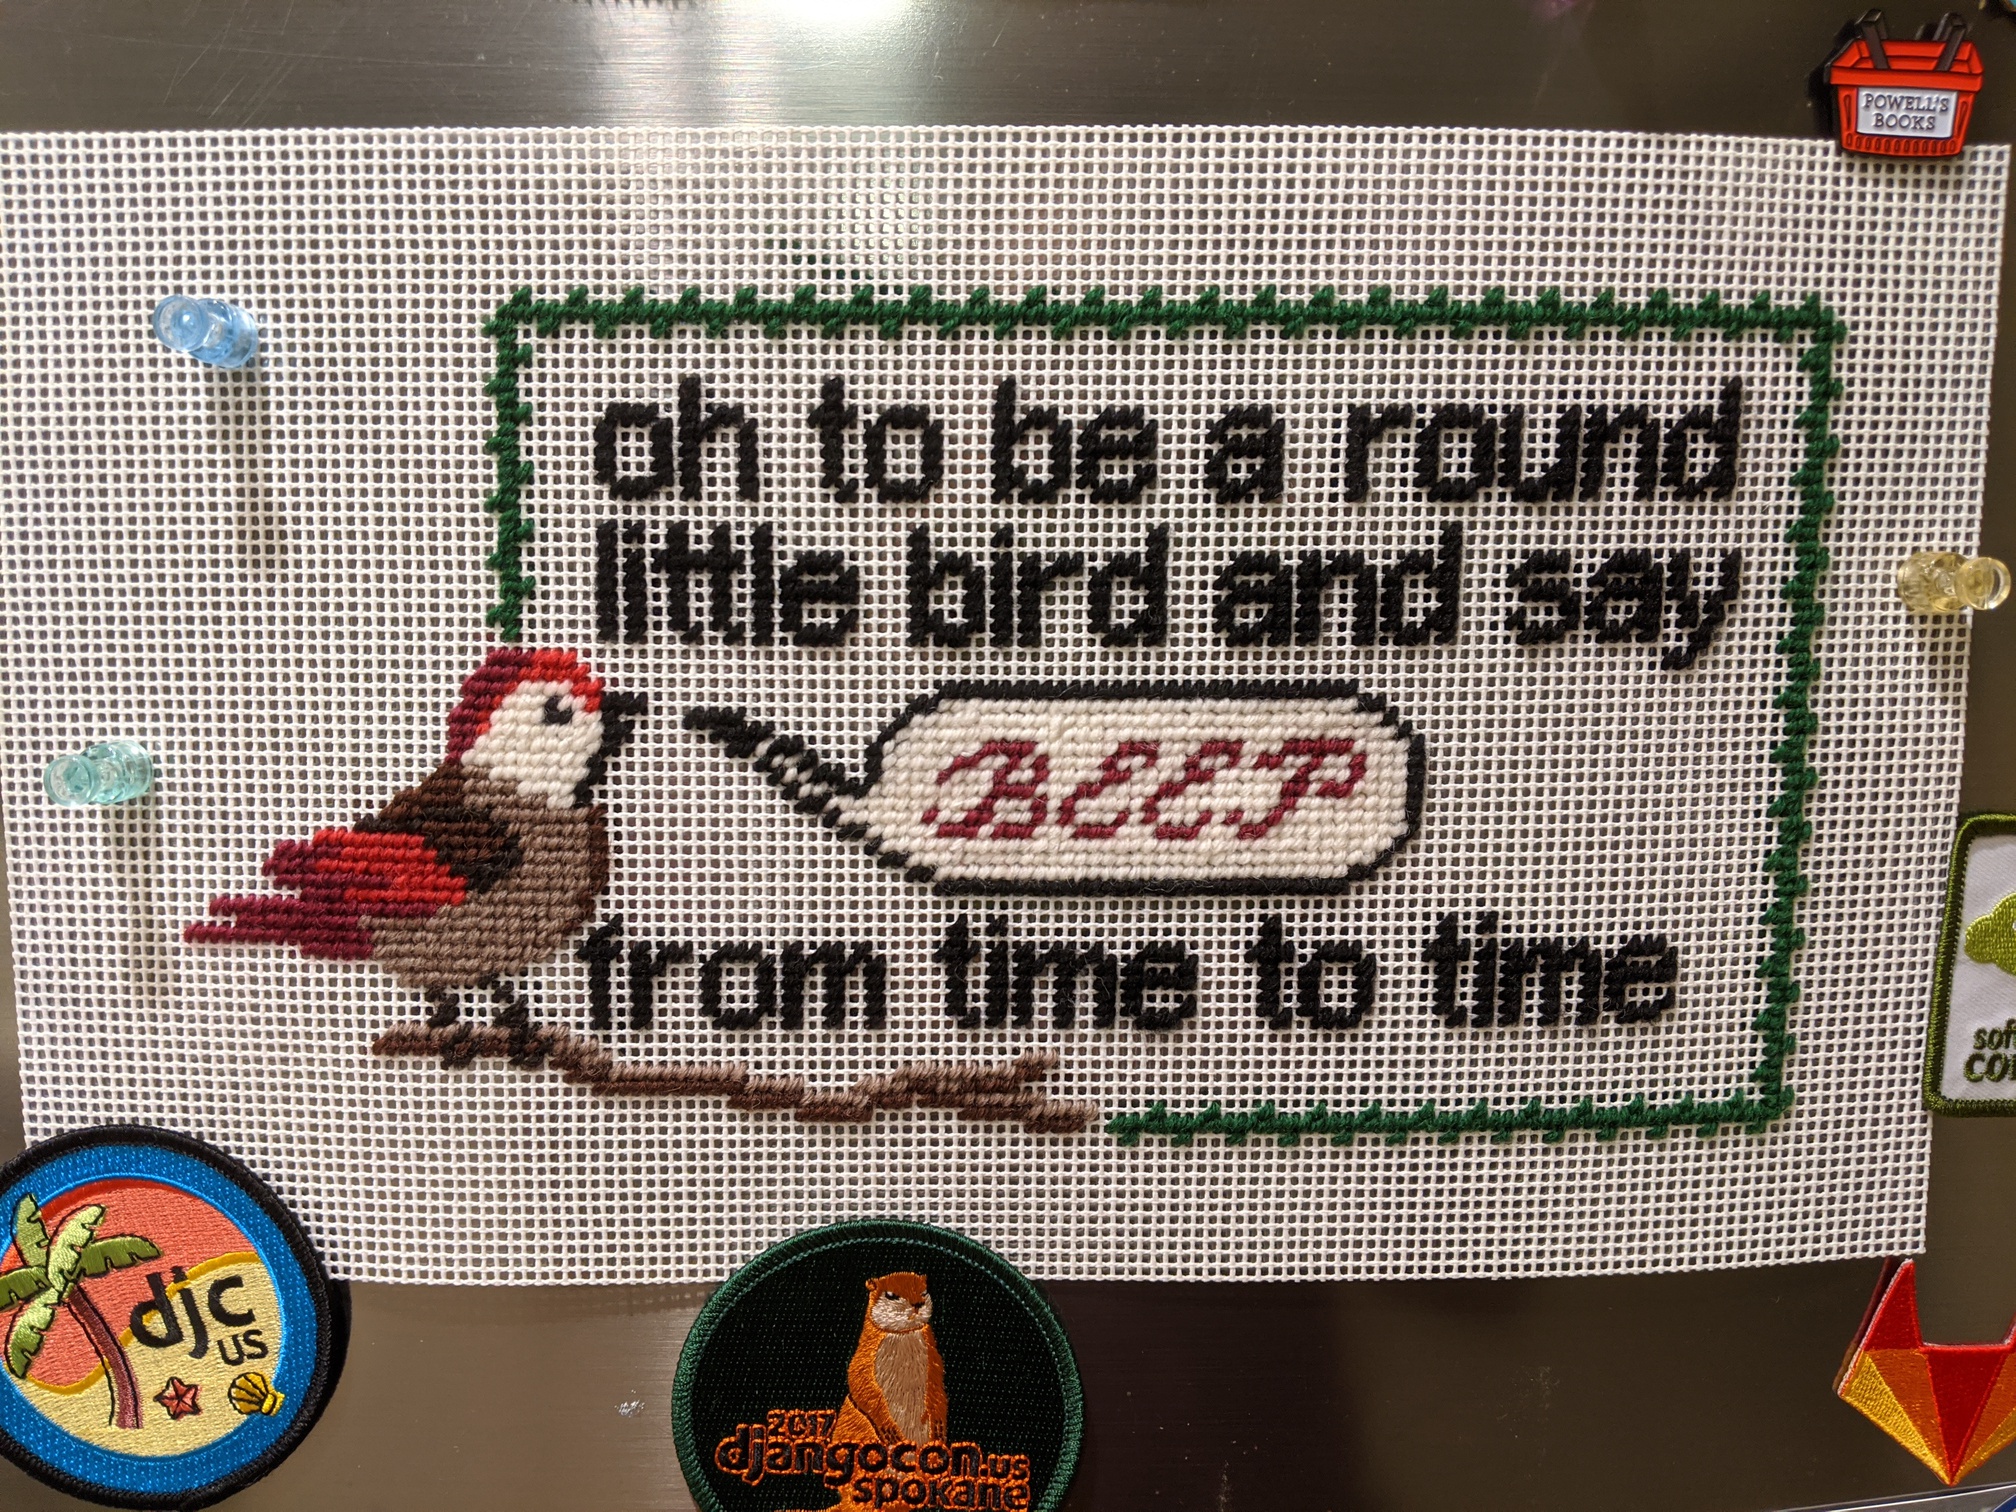 POWELL'S
BOOKS
oh to be a round
little bird and say
BEEP
from time to time
djc
us
2017
djangocon.us
spokane